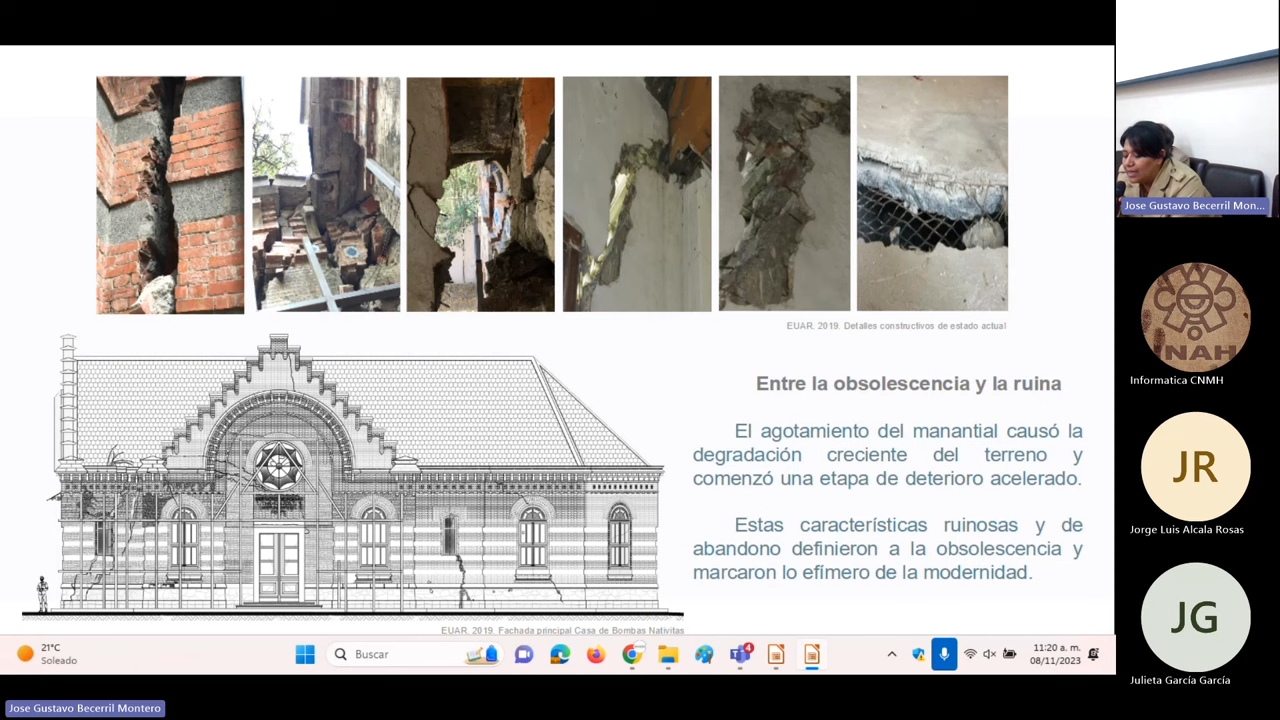 EUAR. 2019. Detalles constructivos de estado actual
Entre la obsolescencia y la ruina
El agotamiento del manantial causó la
degradación creciente del terreno y
comenzó una etapa de deterioro acelerado.
Estas características ruinosas y de
abandono definieron a la obsolescencia y
marcaron lo efímero de la modernidad.
EUAR. 2019. Fachada principal Casa de Bombas Nativitas
21°C
Soleado
Buscar
4
11:20 a. m.
08/11/2023
Jose Gustavo Becerril Montero
Jose Gustavo Becerril Mon...
INAH
Informatica CNMH
JR
Jorge Luis Alcala Rosas
JG
Julieta García García